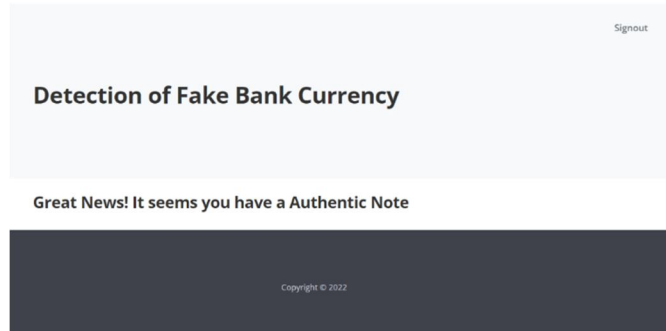 Signout
Detection of Fake Bank Currency
Great News! It seems you have a Authentic Note
Copyright © 2022